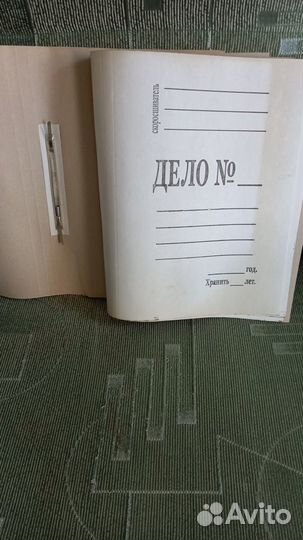 скоросшиватель
ДЕЛО №
год.
Хранить лет.
Avito